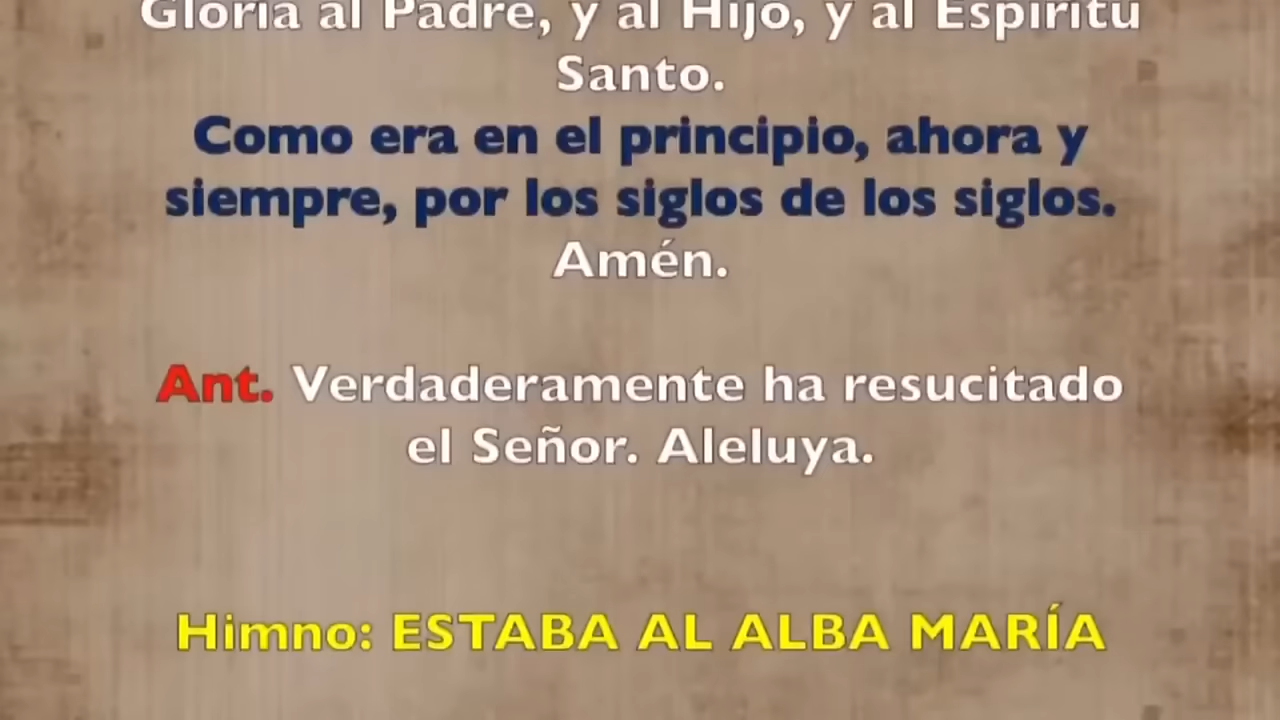 Gloria al Padre, y al Hijo, y al Espíritu
Santo.
Como era en el principio, ahora y
siempre, por los siglos de los siglos.
Amén.
Ant. Verdaderamente ha resucitado
el Señor. Aleluya.
Himno: ESTABA AL ALBA MARÍA